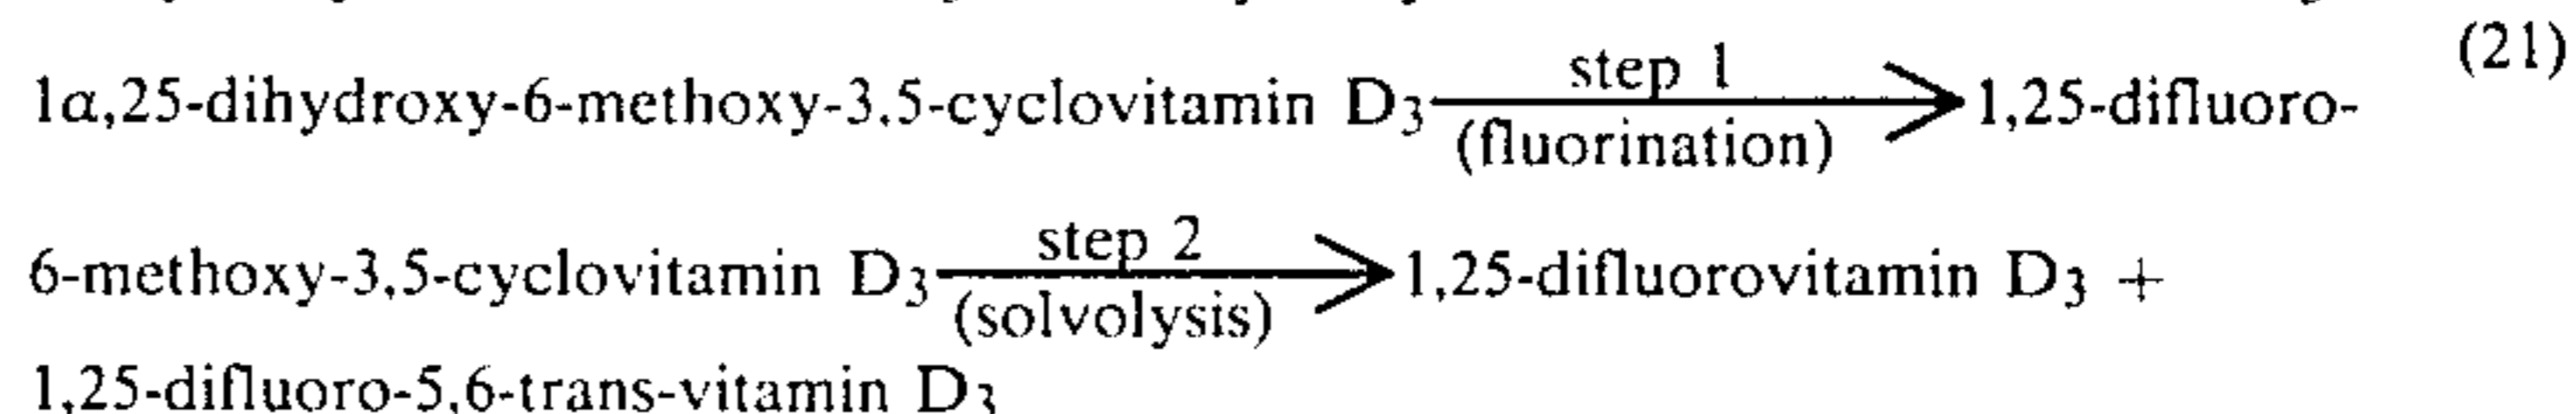 (21)
1α,25-dihydroxy-6-methoxy-3,5-cyclovitamin D3 step 1 (fluorination) 1,25-difluoro-
6-methoxy-3,5-cyclovitamin D3 step 2 (solvolysis) 1,25-difluorovitamin D3 +
1,25-difluoro-5,6-trans-vitamin D3